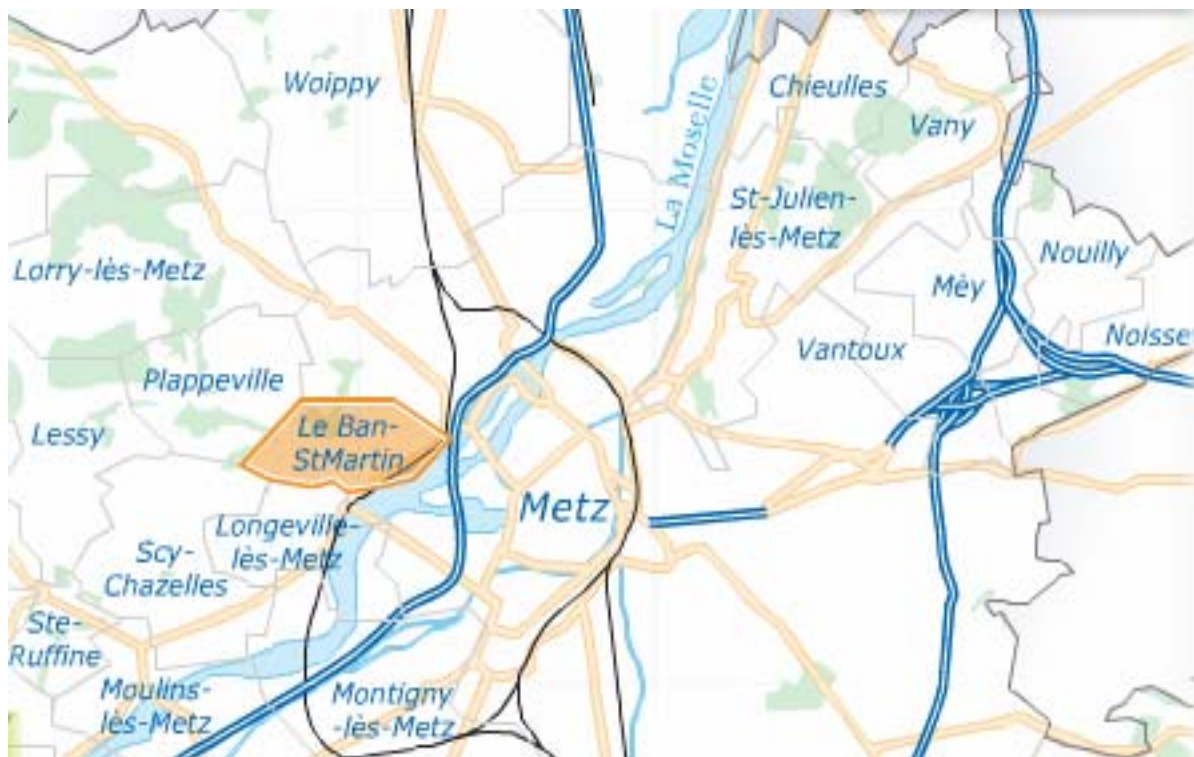 Woippy
La Moselle
Chieulles
Vany
St-Julien-
lès-Metz
Lorry-lès-Metz
Nouilly
Mèy
Noisse
Vantoux
Plappeville
Lessy
Le Ban-
StMartin
Metz
Longeville-
lès-Metz
Scy-
Chazelles
Ste-
Ruffine
Moulins-
lès-Metz
Montigny
-lès-Metz